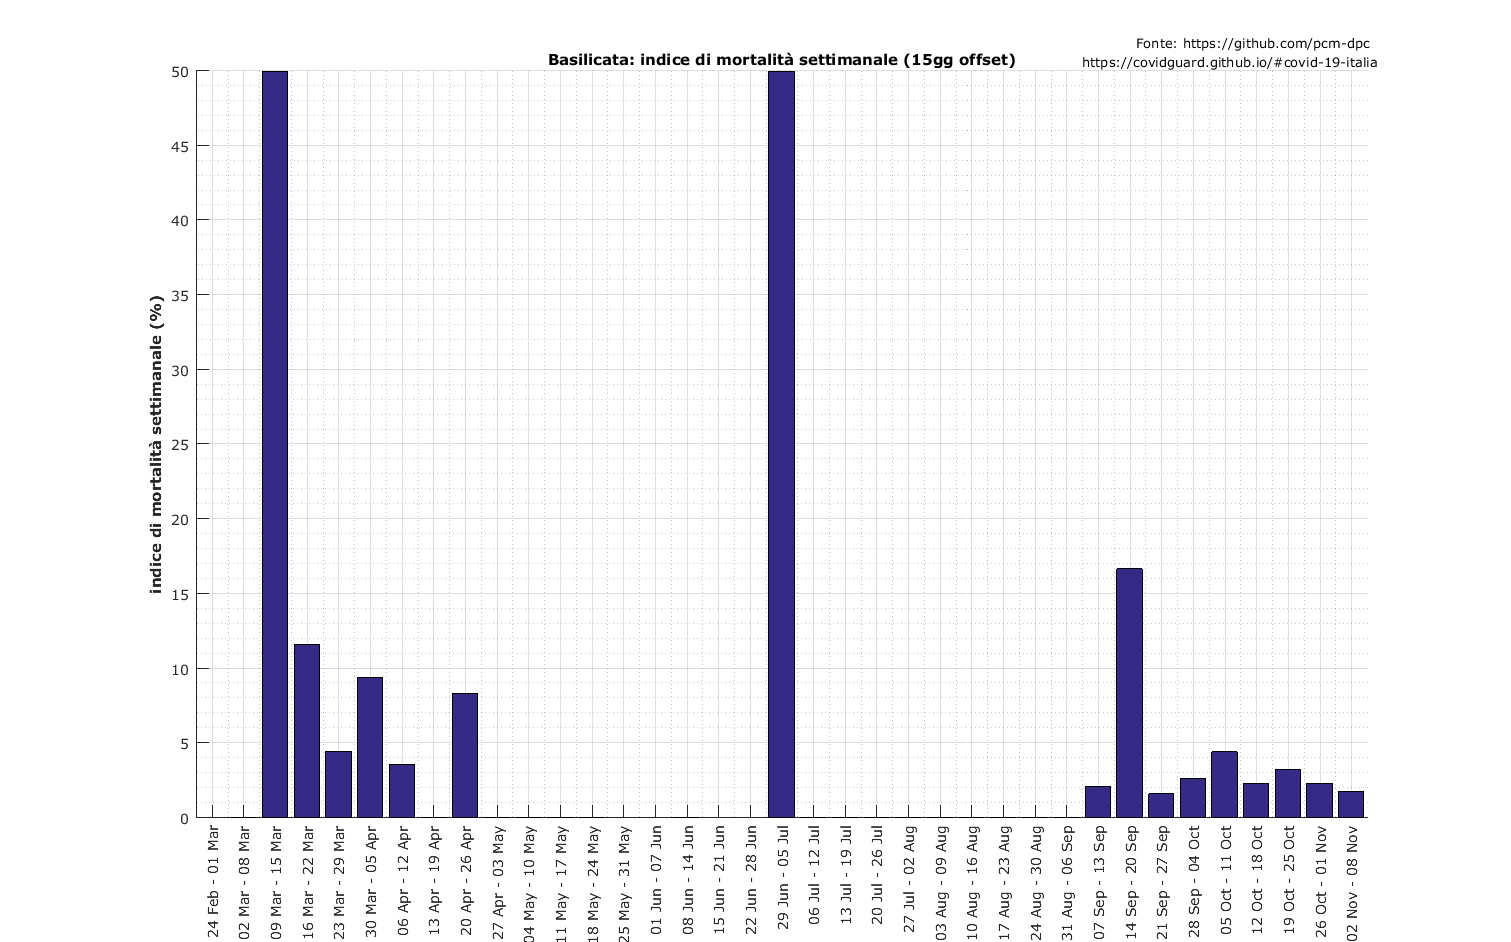 Fonte: https://github.com/pcm-dpc
https://covidguard.github.io/#covid-19-italia
Basilicata: indice di mortalità settimanale (15gg offset)
indice di mortalità settimanale (%)
50
45
40
35
30
25
20
15
10
5
0
24 Feb - 01 Mar
02 Mar - 08 Mar
09 Mar - 15 Mar
16 Mar - 22 Mar
23 Mar - 29 Mar
30 Mar - 05 Apr
06 Apr - 12 Apr
13 Apr - 19 Apr
20 Apr - 26 Apr
27 Apr - 03 May
04 May - 10 May
11 May - 17 May
18 May - 24 May
25 May - 31 May
01 Jun - 07 Jun
08 Jun - 14 Jun
15 Jun - 21 Jun
22 Jun - 28 Jun
29 Jun - 05 Jul
06 Jul - 12 Jul
13 Jul - 19 Jul
20 Jul - 26 Jul
27 Jul - 02 Aug
03 Aug - 09 Aug
10 Aug - 16 Aug
17 Aug - 23 Aug
24 Aug - 30 Aug
31 Aug - 06 Sep
07 Sep - 13 Sep
14 Sep - 20 Sep
21 Sep - 27 Sep
28 Sep - 04 Oct
05 Oct - 11 Oct
12 Oct - 18 Oct
19 Oct - 25 Oct
26 Oct - 01 Nov
02 Nov - 08 Nov